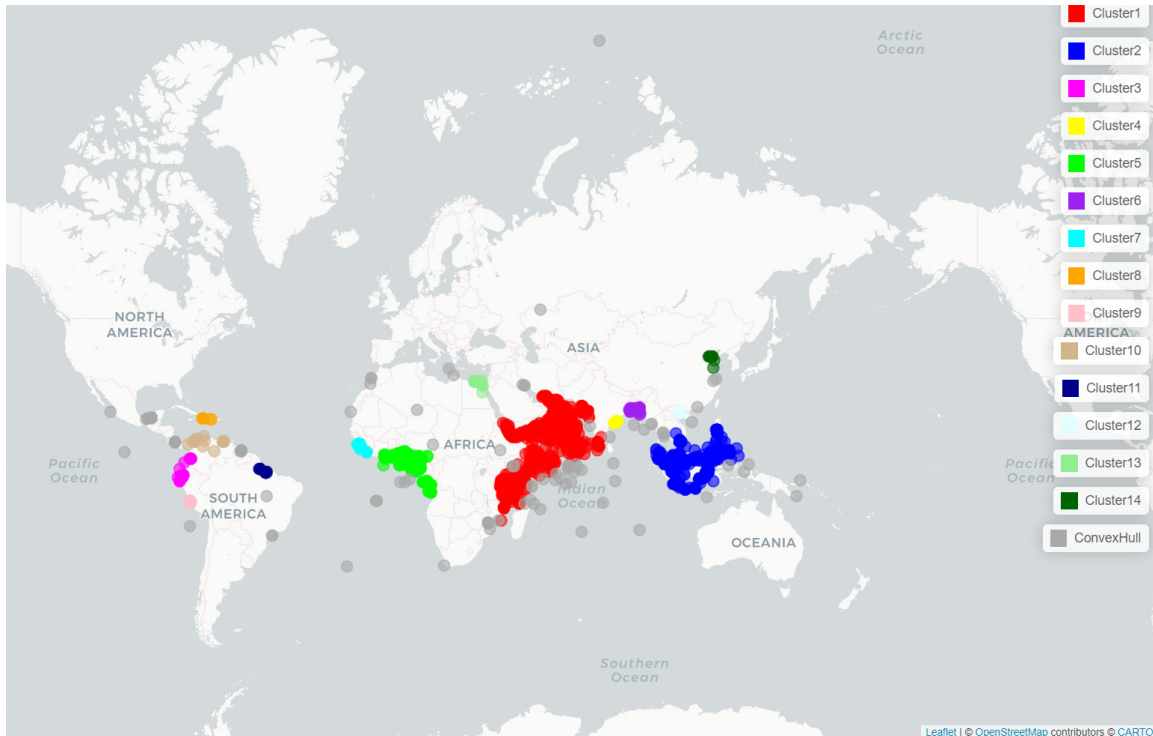 Arctic
Ocean
NORTH
AMERICA
ASIA
AFRICA
Pacific
Ocean
SOUTH
AMERICA
Indian
Ocean
OCEANIA
Pacific
Ocean
Southern
Ocean
AMERICA
Cluster1
Cluster2
Cluster3
Cluster4
Cluster5
Cluster6
Cluster7
Cluster8
Cluster9
Cluster10
Cluster11
Cluster12
Cluster13
Cluster14
ConvexHull
Leaflet | © OpenStreetMap contributors © CARTO